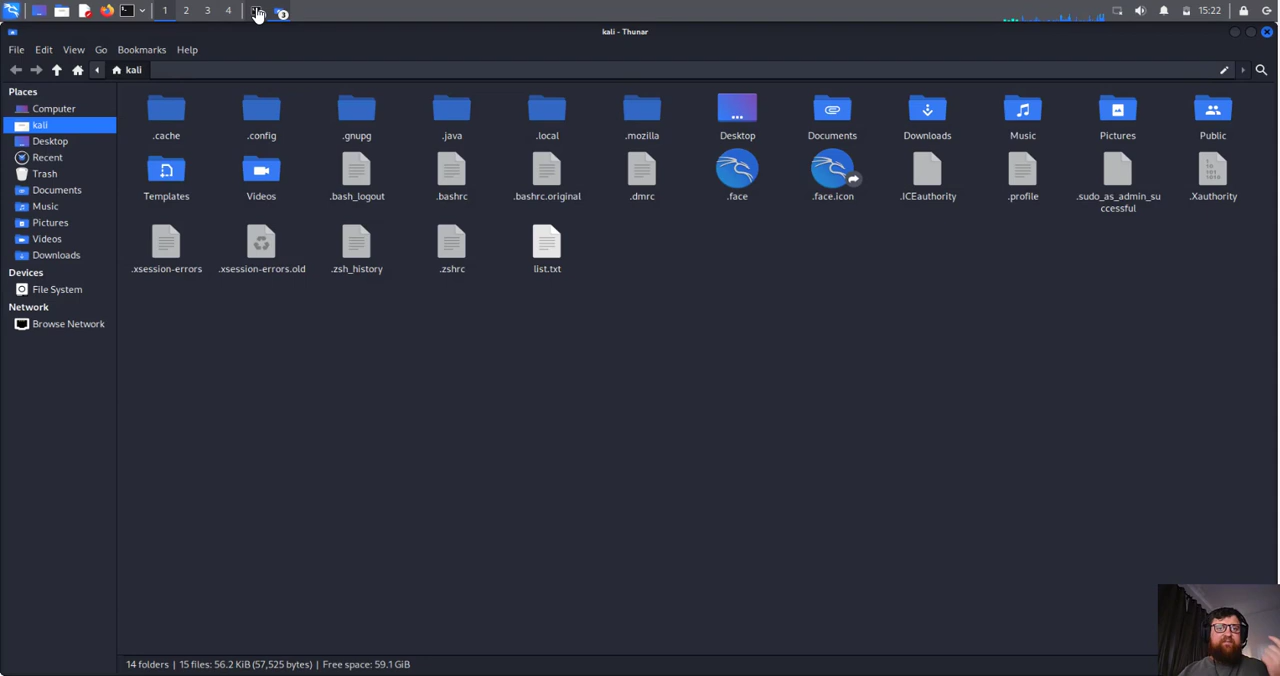 1 2 3 4 3 15:22
kali - Thunar
File Edit View Go Bookmarks Help
kali
Places
Computer
kali
Desktop
Recent
Trash
Documents
Music
Pictures
Videos
Downloads
Devices
File System
Network
Browse Network
.cache .config .gnupg .java .local .mozilla Desktop Documents Downloads Music Pictures Public
Templates Videos .bash_logout .bashrc .bashrc.original .dmrc .face .face.icon .ICEauthority .profile .sudo_as_admin_su .Xauthority
ccessful
.xsession-errors .xsession-errors.old .zsh_history .zshrc list.txt
14 folders | 15 files: 56.2 KiB (57,525 bytes) | Free space: 59.1 GiB